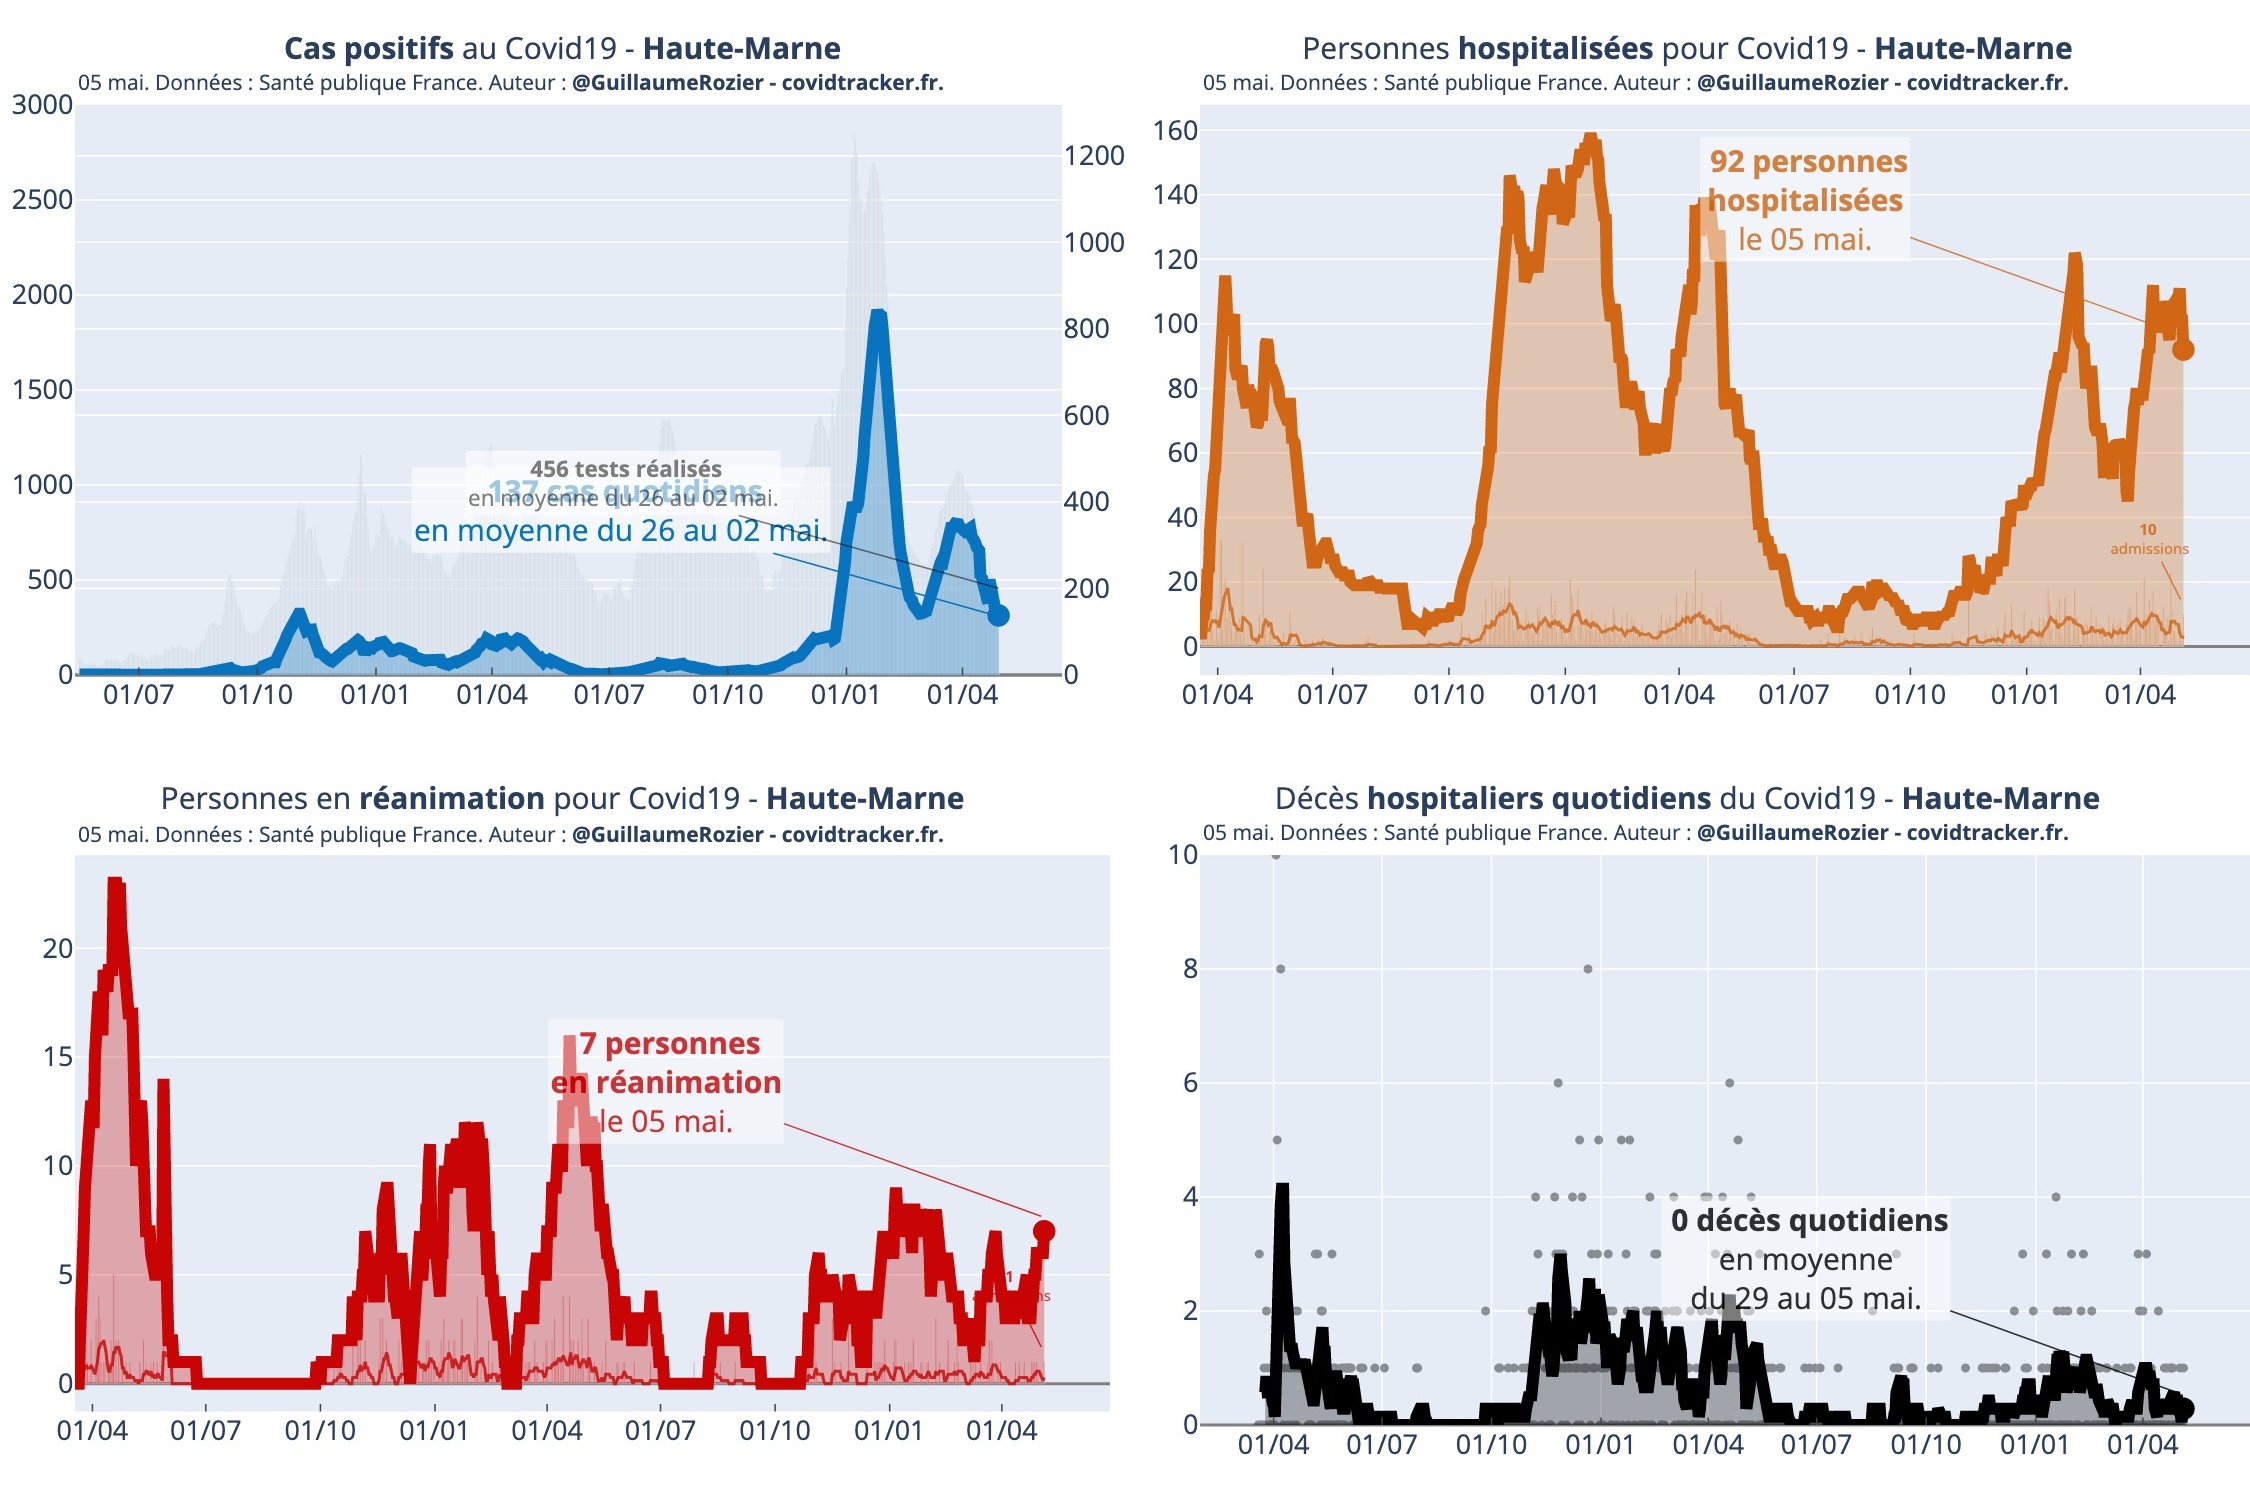 Cas positifs au Covid19 - Haute-Marne
05 mai. Données : Santé publique France. Auteur : @GuillaumeRozier - covidtracker.fr.
3000
2500
2000
1500
1000
500
0
1200
1000
800
600
400
200
0
456 tests réalisés
en moyenne du 26 au 02 mai.
137 cas quotidiens
en moyenne du 26 au 02 mai.
01/07 01/10 01/01 01/04 01/07 01/10 01/01 01/04
Personnes hospitalisées pour Covid19 - Haute-Marne
05 mai. Données : Santé publique France. Auteur : @GuillaumeRozier - covidtracker.fr.
160
140
120
100
80
60
40
20
0
92 personnes
hospitalisées
le 05 mai.
10
admissions
01/04 01/07 01/10 01/01 01/04 01/07 01/10 01/01 01/04
Personnes en réanimation pour Covid19 - Haute-Marne
05 mai. Données : Santé publique France. Auteur : @GuillaumeRozier - covidtracker.fr.
20
15
10
5
0
7 personnes
en réanimation
le 05 mai.
1
01/04 01/07 01/10 01/01 01/04 01/07 01/10 01/01 01/04
Décès hospitaliers quotidiens du Covid19 - Haute-Marne
05 mai. Données : Santé publique France. Auteur : @GuillaumeRozier - covidtracker.fr.
10
8
6
4
2
0
0 décès quotidiens
en moyenne
du 29 au 05 mai.
01/04 01/07 01/10 01/01 01/04 01/07 01/10 01/01 01/04